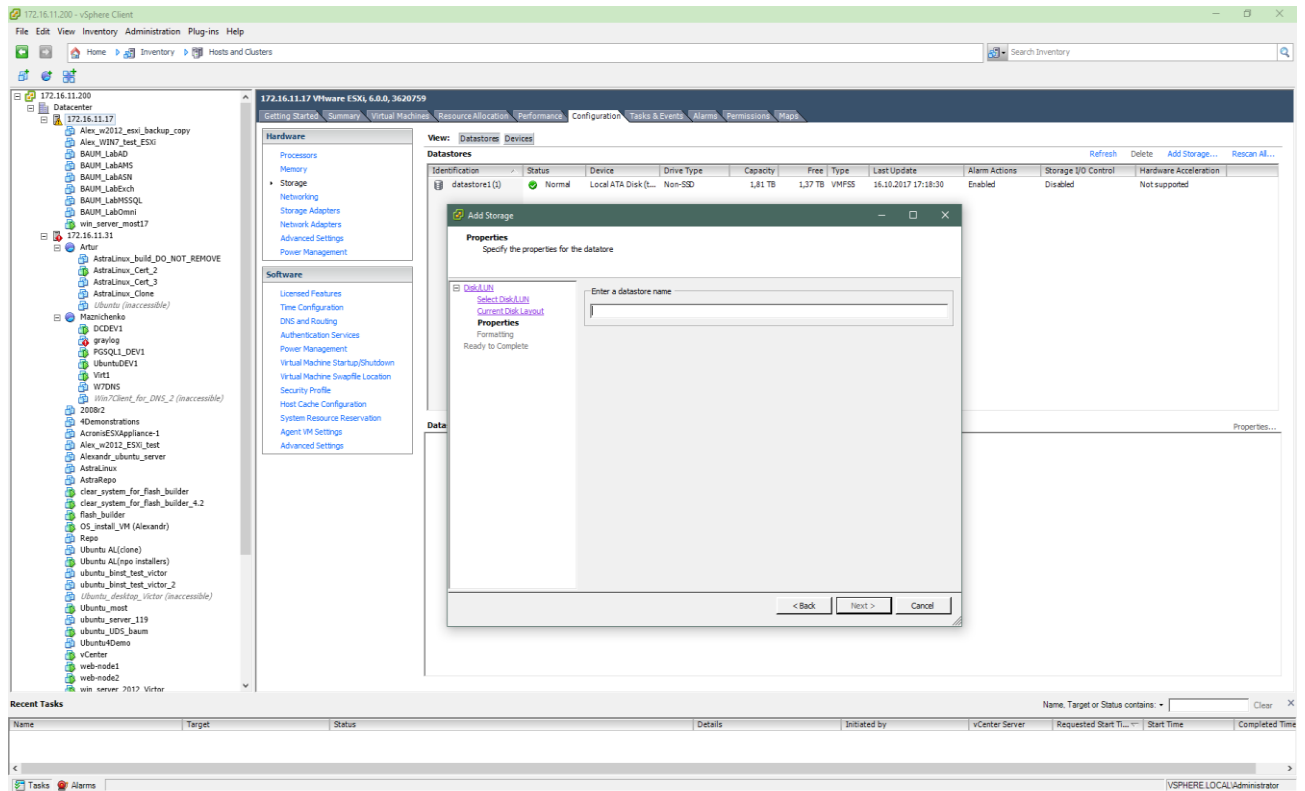 172.16.11.200 - vSphere Client
File Edit View Inventory Administration Plug-ins Help
Home Inventory Hosts and Clusters
Search Inventory
172.16.11.200
Datacenter
172.16.11.17
Alex_w2012_esxi_backup_copy
Alex_WIN7_test_ESXi
BAUM_LabAD
BAUM_LabAMS
BAUM_LabASN
BAUM_LabExch
BAUM_LabMSSQL
BAUM_LabOmni
win_server_most17
172.16.11.31
Artur
AstraLinux_build_DO_NOT_REMOVE
AstraLinux_Cert_2
AstraLinux_Cert_3
AstraLinux_Clone
Ubuntu (inaccessible)
Maznichenko
DCDEV1
graylog
PGSQL1_DEV1
UbuntuDEV1
Virt1
W7DNS
Win7Client_for_DNS_2 (inaccessible)
2008r2
4Demonstrations
AcronisESXAppliance-1
Alex_w2012_ESXi_test
Alexandr_ubuntu_server
AstraLinux
AstraRepo
clear_system_for_flash_builder
clear_system_for_flash_builder_4.2
flash_builder
OS_install_VM (Alexandr)
Repo
Ubuntu AL(clone)
Ubuntu AL(npo installers)
ubuntu_binst_test_victor
ubuntu_binst_test_victor_2
Ubuntu_desktop_Victor (inaccessible)
Ubuntu_most
ubuntu_server_119
ubuntu_UDS_baum
Ubuntu4Demo
vCenter
web-node1
web-node2
win_server_2012_Victor
172.16.11.17 VMware ESXi, 6.0.0, 3620759
Getting Started Summary Virtual Machines Resource Allocation Performance Configuration Tasks & Events Alarms Permissions Maps
Hardware
Processors
Memory
Storage
Networking
Storage Adapters
Network Adapters
Advanced Settings
Power Management
Software
Licensed Features
Time Configuration
DNS and Routing
Authentication Services
Power Management
Virtual Machine Startup/Shutdown
Virtual Machine Swapfile Location
Security Profile
Host Cache Configuration
System Resource Reservation
Agent VM Settings
Advanced Settings
View: Datastores Devices
Datastores Refresh Delete Add Storage... Rescan All...
Identification Status Device Drive Type Capacity Free Type Last Update Alarm Actions Storage I/O Control Hardware Acceleration
datastore1 (1) Normal Local ATA Disk (t... Non-SSD 1,81 TB 1,37 TB VMFS5 16.10.2017 17:18:30 Enabled Disabled Not supported
Data
Properties...
Add Storage
Properties
Specify the properties for the datatore
Disk/LUN
Select Disk/LUN
Current Disk Layout
Properties
Formatting
Ready to Complete
Enter a datastore name
< Back Next > Cancel
Recent Tasks
Name, Target or Status contains: Clear
Name Target Status Details Initiated by vCenter Server Requested Start Ti... Start Time Completed Time
Tasks Alarms
VSPHERE.LOCAL\Administrator